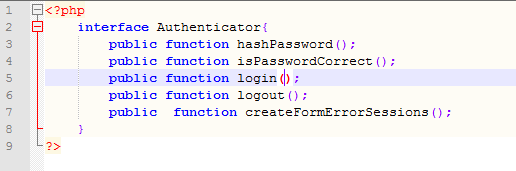 1 <?php
2 interface Authenticator{
3 public function hashPassword();
4 public function isPasswordCorrect();
5 public function login();
6 public function logout();
7 public  function createFormErrorSessions();
8 }
9 ?>